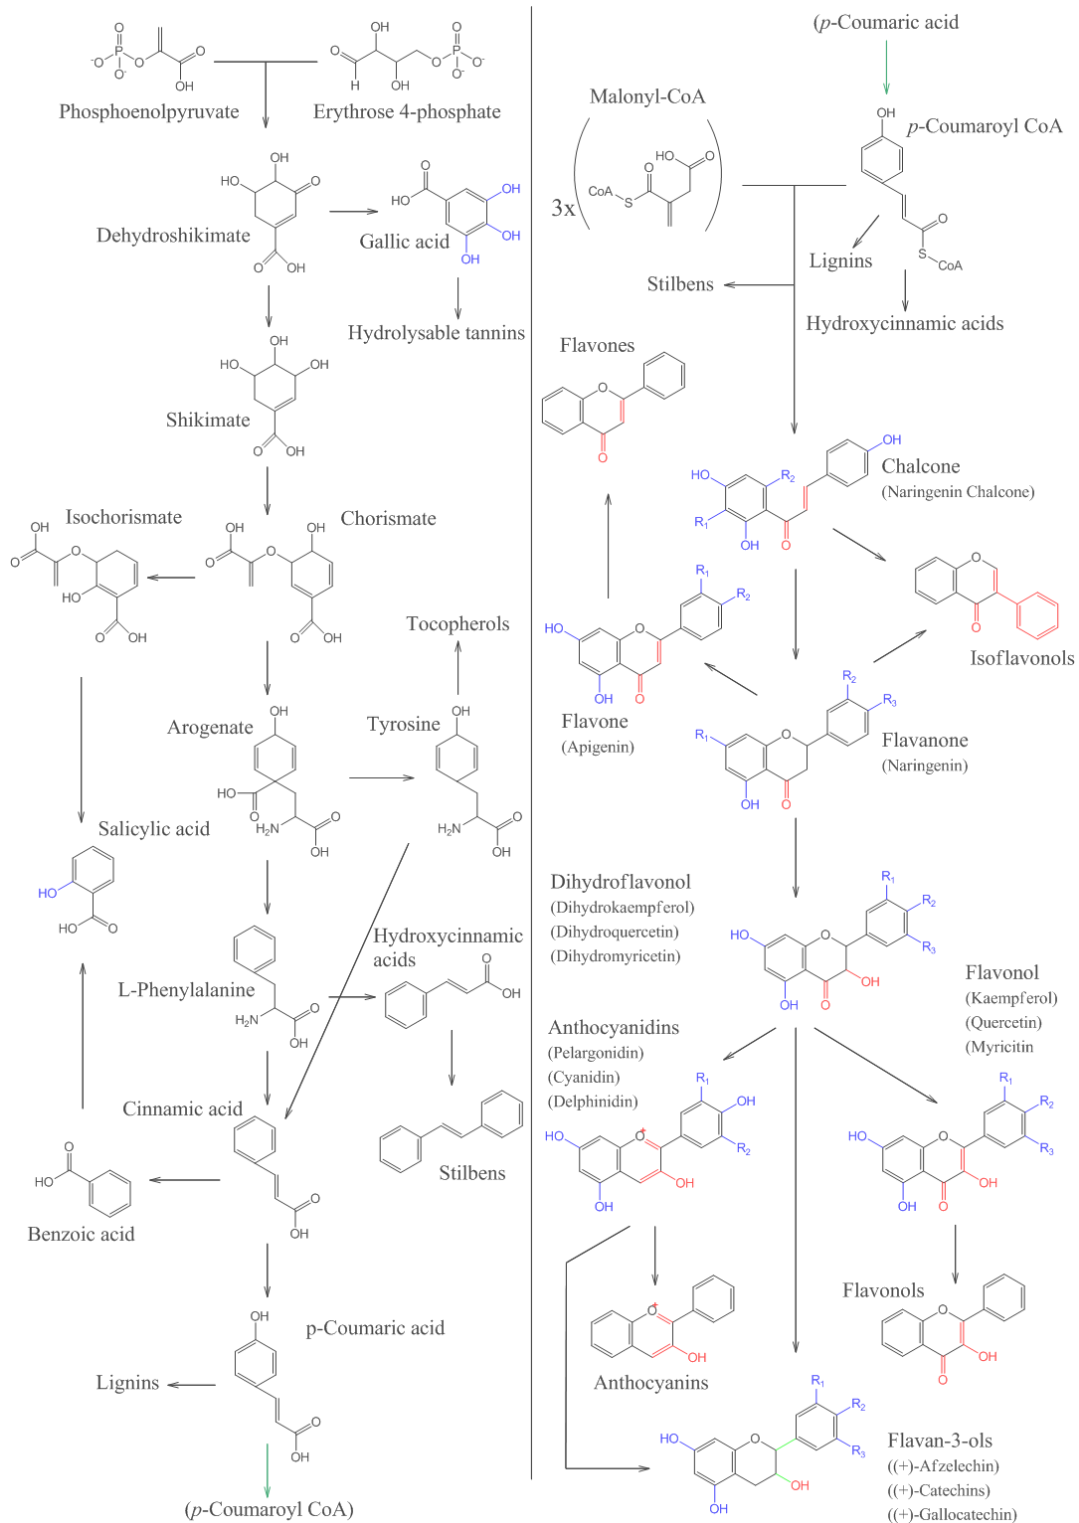 Phosphoenolpyruvate
Erythrose 4-phosphate
Dehydroshikimate
Gallic acid
Hydrolysable tannins
Shikimate
Isochorismate
Chorismate
Tocopherols
Arogenate
Tyrosine
Salicylic acid
Hydroxycinnamic
acids
L-Phenylalanine
Cinnamic acid
Stilbens
Benzoic acid
p-Coumaric acid
Lignins
(p-Coumaroyl CoA)
(p-Coumaric acid
Malonyl-CoA
p-Coumaroyl CoA
3x
Lignins
Stilbens
Hydroxycinnamic acids
Flavones
Chalcone
(Naringenin Chalcone)
Isoflavonols
Flavone
(Apigenin)
Flavanone
(Naringenin)
Dihydroflavonol
(Dihydrokaempferol)
(Dihydroquercetin)
(Dihydromyricetin)
Flavonol
(Kaempferol)
(Quercetin)
(Myricitin
Anthocyanidins
(Pelargonidin)
(Cyanidin)
(Delphinidin)
Flavonols
Anthocyanins
Flavan-3-ols
((+)-Afzelechin)
((+)-Catechins)
((+)-Gallocatechin)